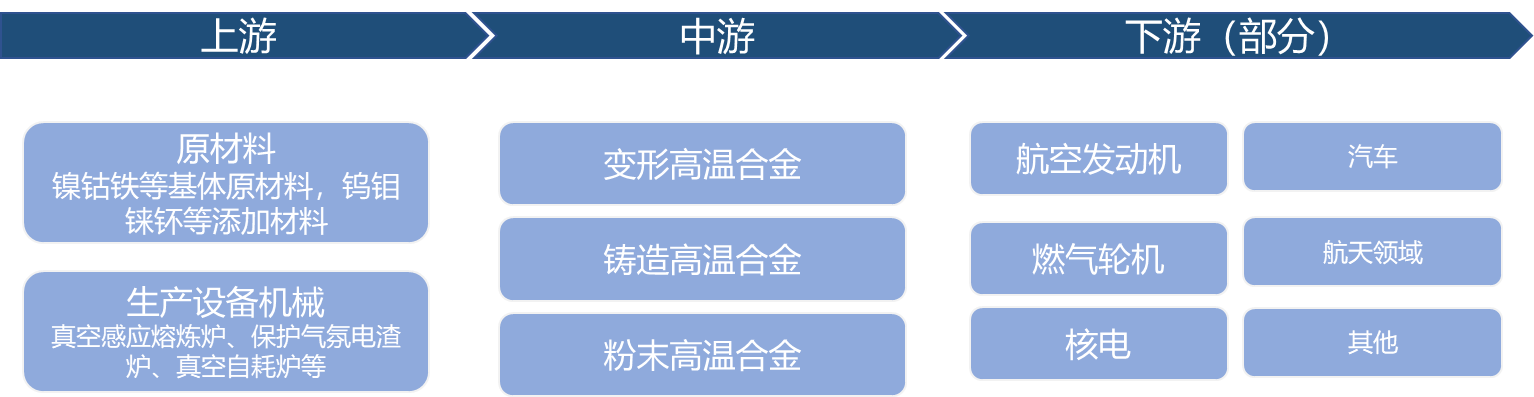 上游
中游
下游（部分）
原材料
镍钴铁等基体原材料，钨钼
铼钚等添加材料
生产设备机械
真空感应熔炼炉、保护气氛电渣
炉、真空自耗炉等
变形高温合金
铸造高温合金
粉末高温合金
航空发动机
汽车
燃气轮机
航天领域
核电
其他